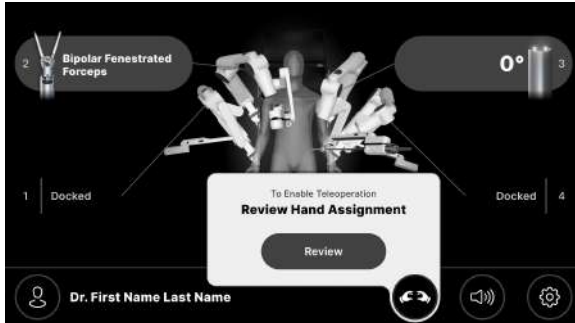 2
Bipolar Fenestrated
Forceps
0°
3
1
Docked
Docked
4
To Enable Teleoperation
Review Hand Assignment
Review
Dr. First Name Last Name